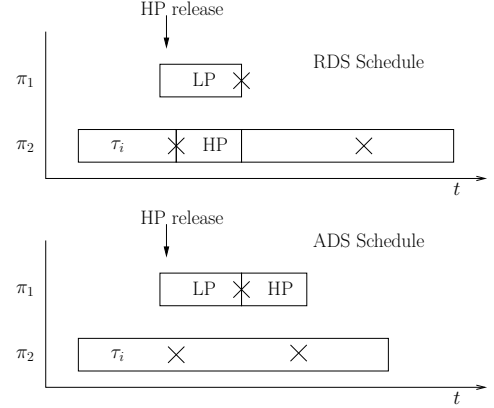 HP release
RDS Schedule
π₁ LP
π₂ τᵢ HP
t
HP release
ADS Schedule
π₁ LP HP
π₂ τᵢ
t